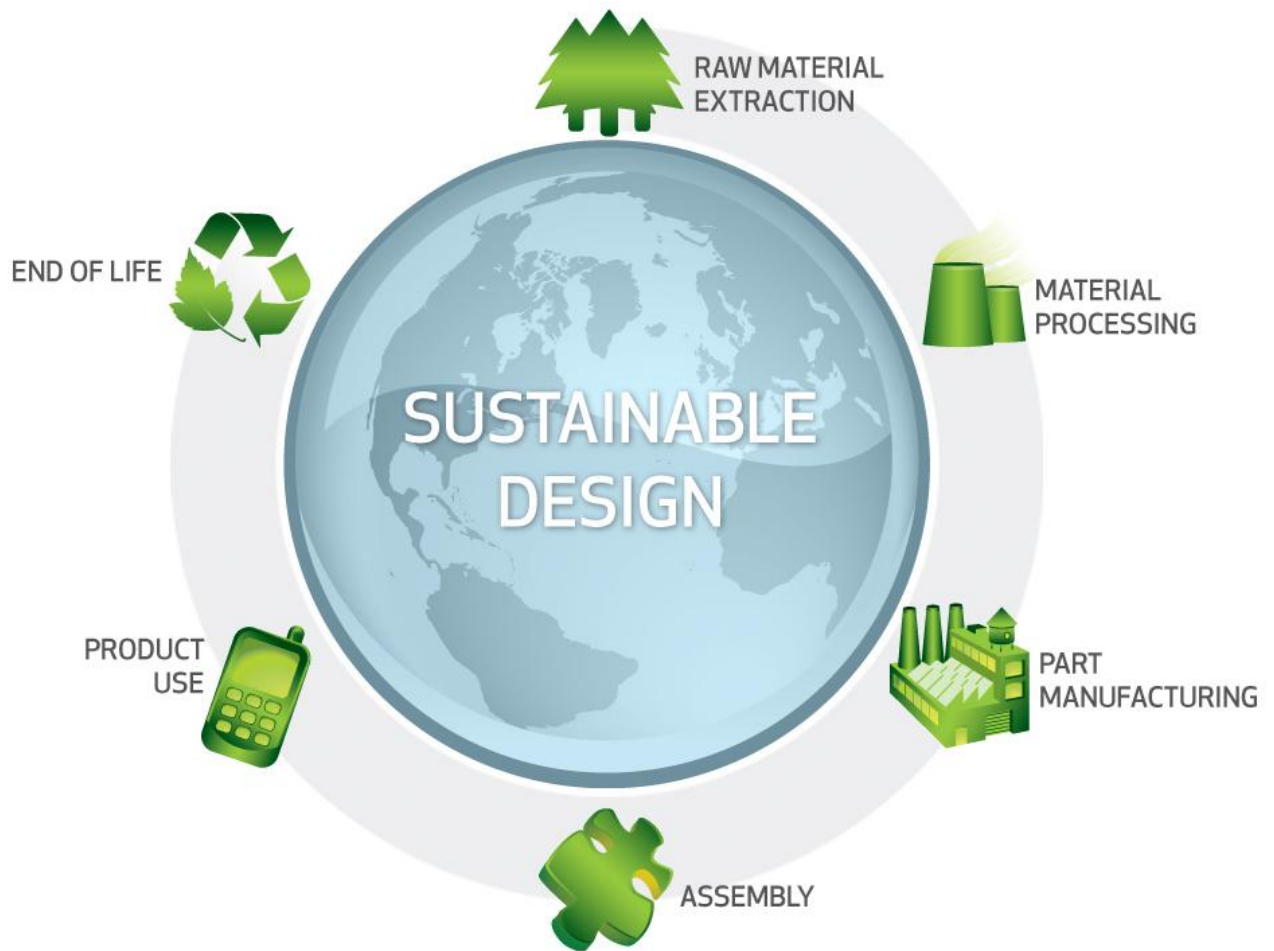 RAW MATERIAL
EXTRACTION
MATERIAL
PROCESSING
PART
MANUFACTURING
ASSEMBLY
PRODUCT
USE
END OF LIFE
SUSTAINABLE
DESIGN